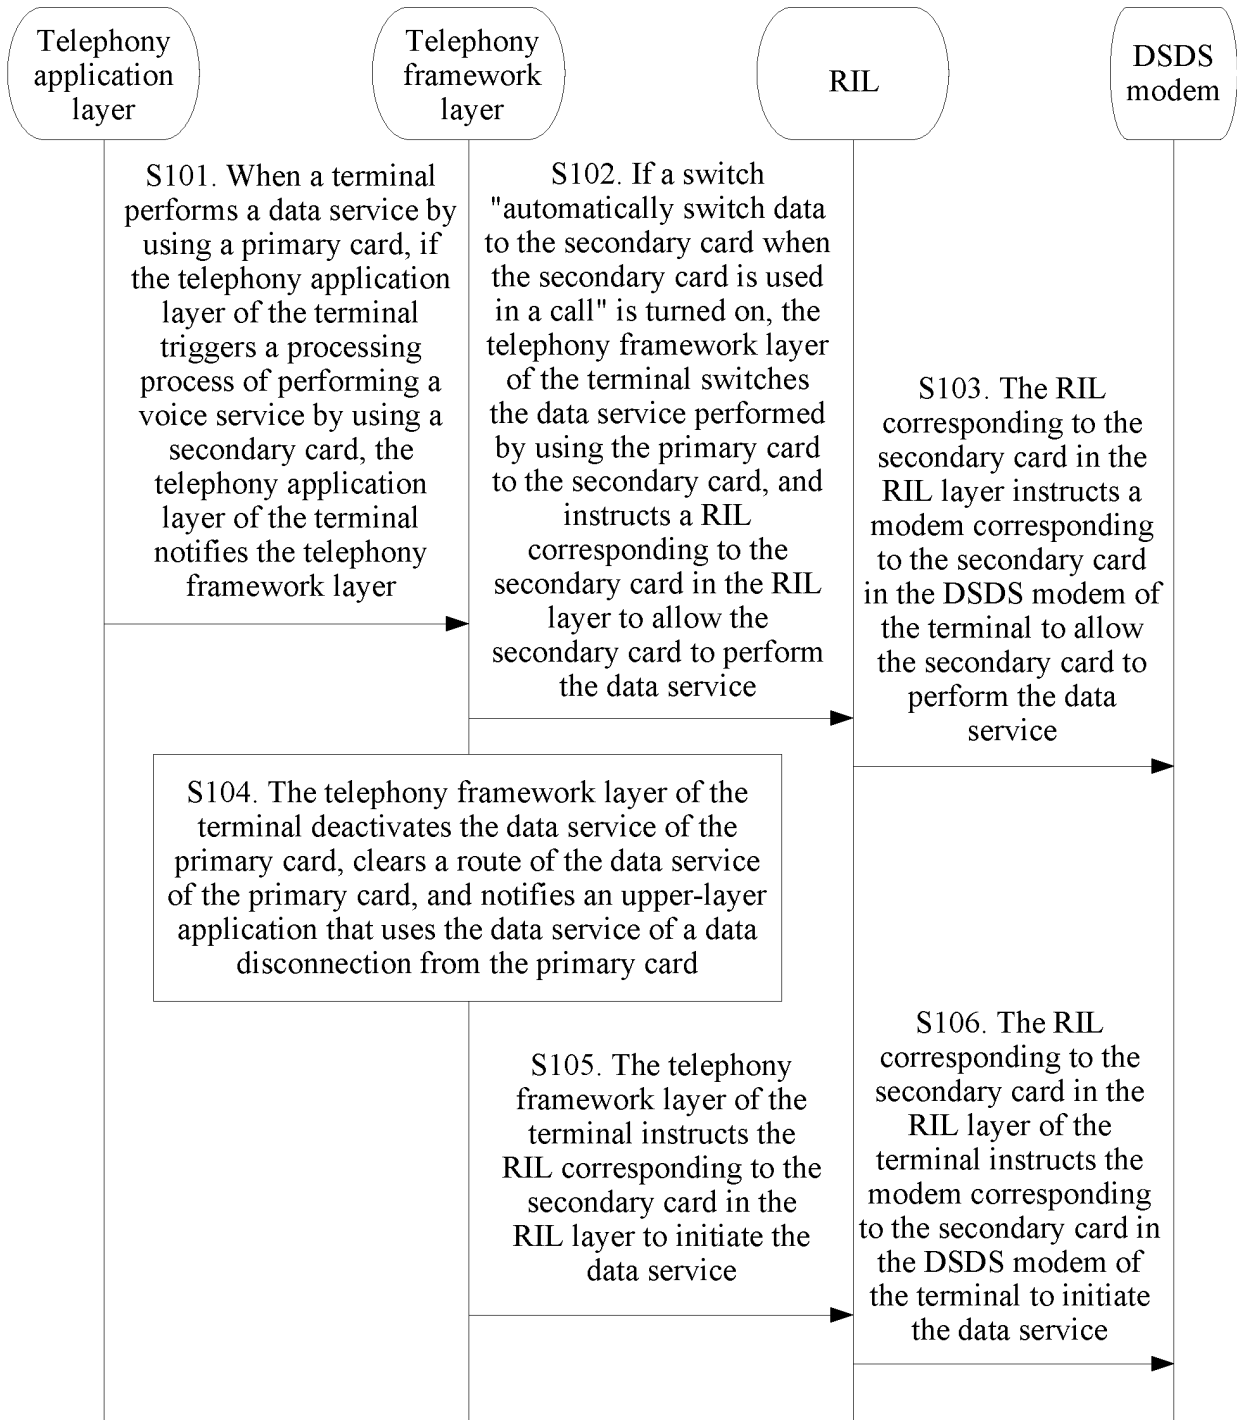 Telephony
application
layer
Telephony
framework
layer
RIL
DSDS
modem
S101. When a terminal
performs a data service by
using a primary card, if
the telephony application
layer of the terminal
triggers a processing
process of performing a
voice service by using a
secondary card, the
telephony application
layer of the terminal
notifies the telephony
framework layer
S102. If a switch
"automatically switch data
to the secondary card when
the secondary card is used
in a call" is turned on, the
telephony framework layer
of the terminal switches
the data service performed
by using the primary card
to the secondary card, and
instructs a RIL
corresponding to the
secondary card in the RIL
layer to allow the
secondary card to perform
the data service
S103. The RIL
corresponding to the
secondary card in the
RIL layer instructs a
modem corresponding
to the secondary card
in the DSDS modem of
the terminal to allow
the secondary card to
perform the data
service
S104. The telephony framework layer of the
terminal deactivates the data service of the
primary card, clears a route of the data service
of the primary card, and notifies an upper-layer
application that uses the data service of a data
disconnection from the primary card
S105. The telephony
framework layer of the
terminal instructs the
RIL corresponding to the
secondary card in the
RIL layer to initiate the
data service
S106. The RIL
corresponding to the
secondary card in the
RIL layer of the
terminal instructs the
modem corresponding
to the secondary card in
the DSDS modem of
the terminal to initiate
the data service